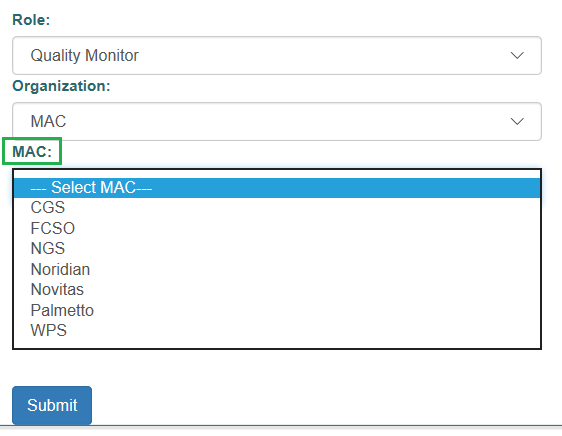 Role:
Quality Monitor
Organization:
MAC
MAC:
--- Select MAC---
CGS
FCSO
NGS
Noridian
Novitas
Palmetto
WPS
Submit